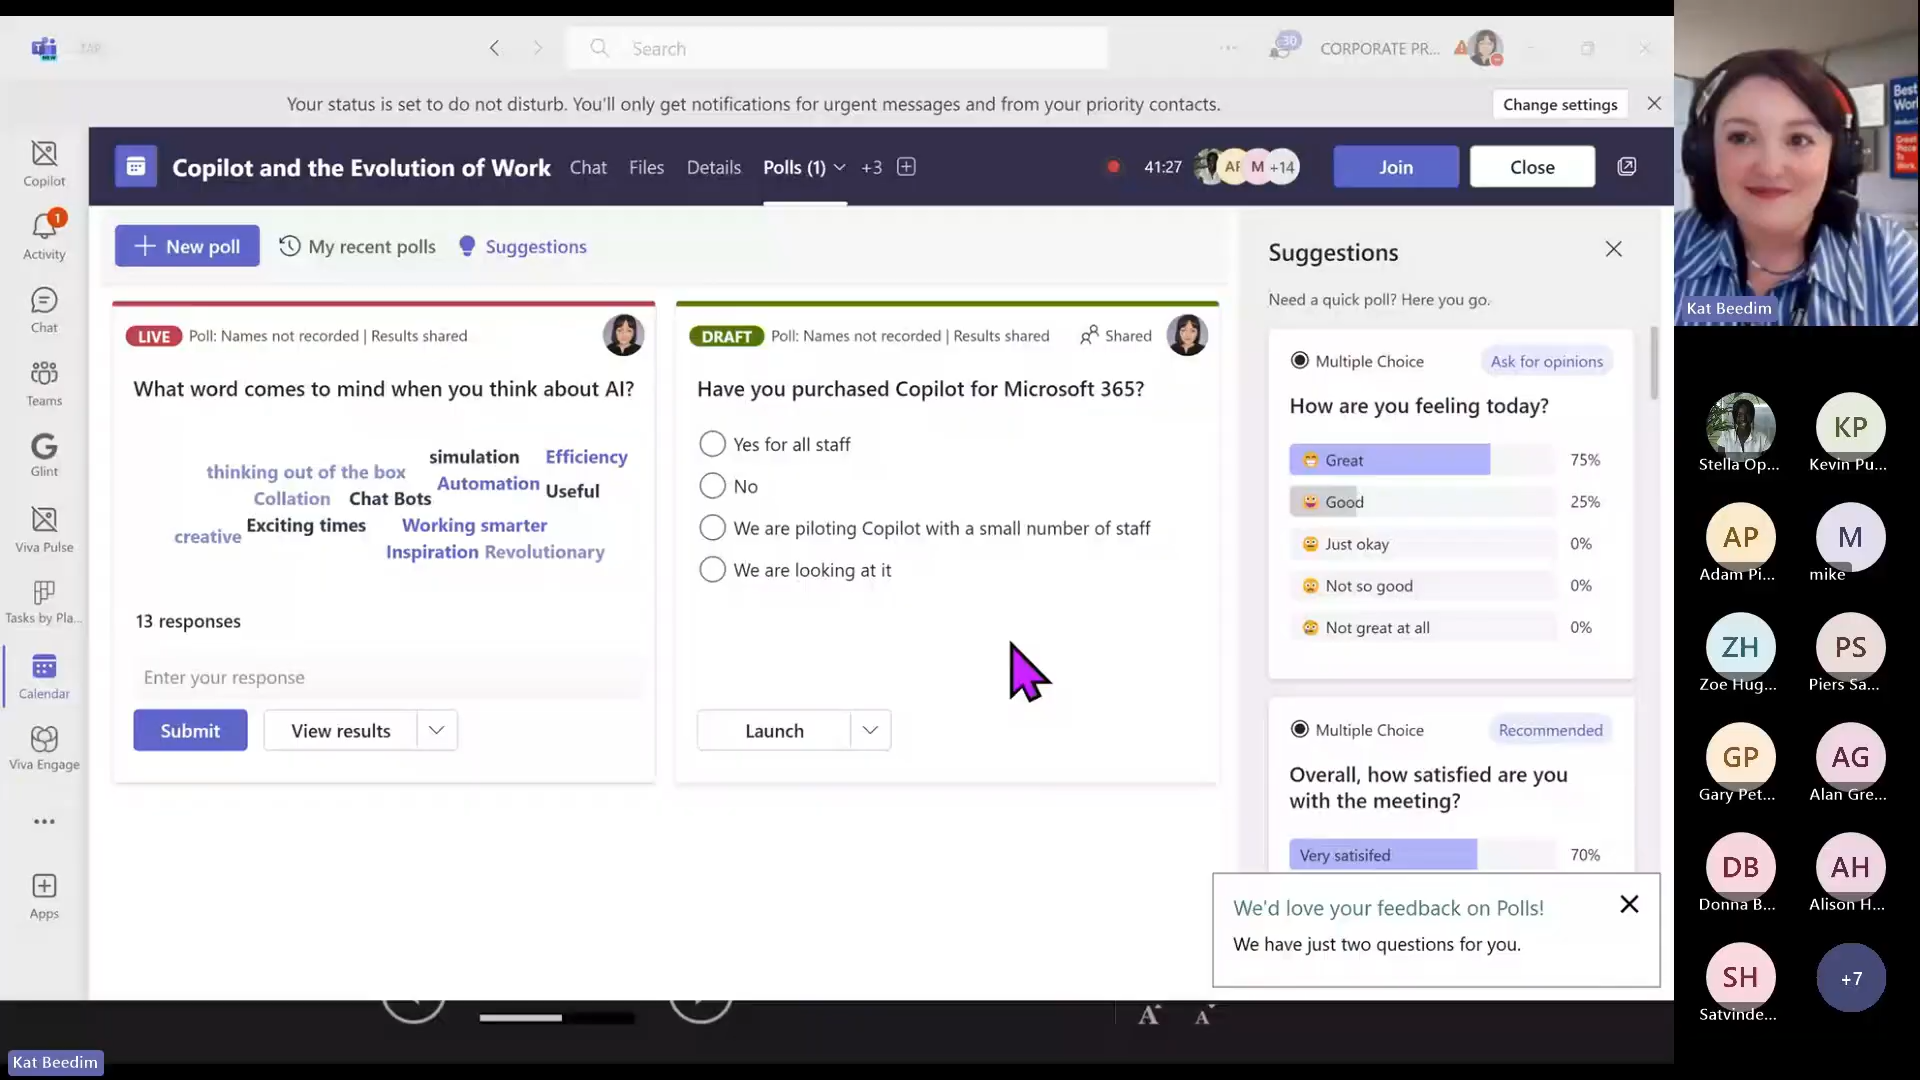 TAP
Search
30
CORPORATE PR...
Your status is set to do not disturb. You'll only get notifications for urgent messages and from your priority contacts.
Change settings
Copilot and the Evolution of Work
Chat
Files
Details
Polls (1)
+3
41:27
AP
M
+14
Join
Close
Copilot
1
Activity
Chat
Teams
Glint
Viva Pulse
Tasks by Pla...
Calendar
Viva Engage
Apps
New poll
My recent polls
Suggestions
LIVE
Poll: Names not recorded | Results shared
What word comes to mind when you think about AI?
simulation
Efficiency
thinking out of the box
Automation
Useful
Collation
Chat Bots
Exciting times
Working smarter
creative
Inspiration
Revolutionary
13 responses
Enter your response
Submit
View results
DRAFT
Poll: Names not recorded | Results shared
Shared
Have you purchased Copilot for Microsoft 365?
Yes for all staff
No
We are piloting Copilot with a small number of staff
We are looking at it
Launch
Suggestions
Need a quick poll? Here you go.
Multiple Choice
Ask for opinions
How are you feeling today?
Great 75%
Good 25%
Just okay 0%
Not so good 0%
Not great at all 0%
Multiple Choice
Recommended
Overall, how satisfied are you
with the meeting?
Very satisifed 70%
We'd love your feedback on Polls!
We have just two questions for you.
A A
Kat Beedim
Best
Great
Place
To
Work
Kat Beedim
Stella Op...
KP
Kevin Pu...
AP
Adam Pi...
M
mike
ZH
Zoe Hug...
PS
Piers Sa...
GP
Gary Pet...
AG
Alan Gre...
DB
Donna B...
AH
Alison H...
SH
Satvinde...
+7